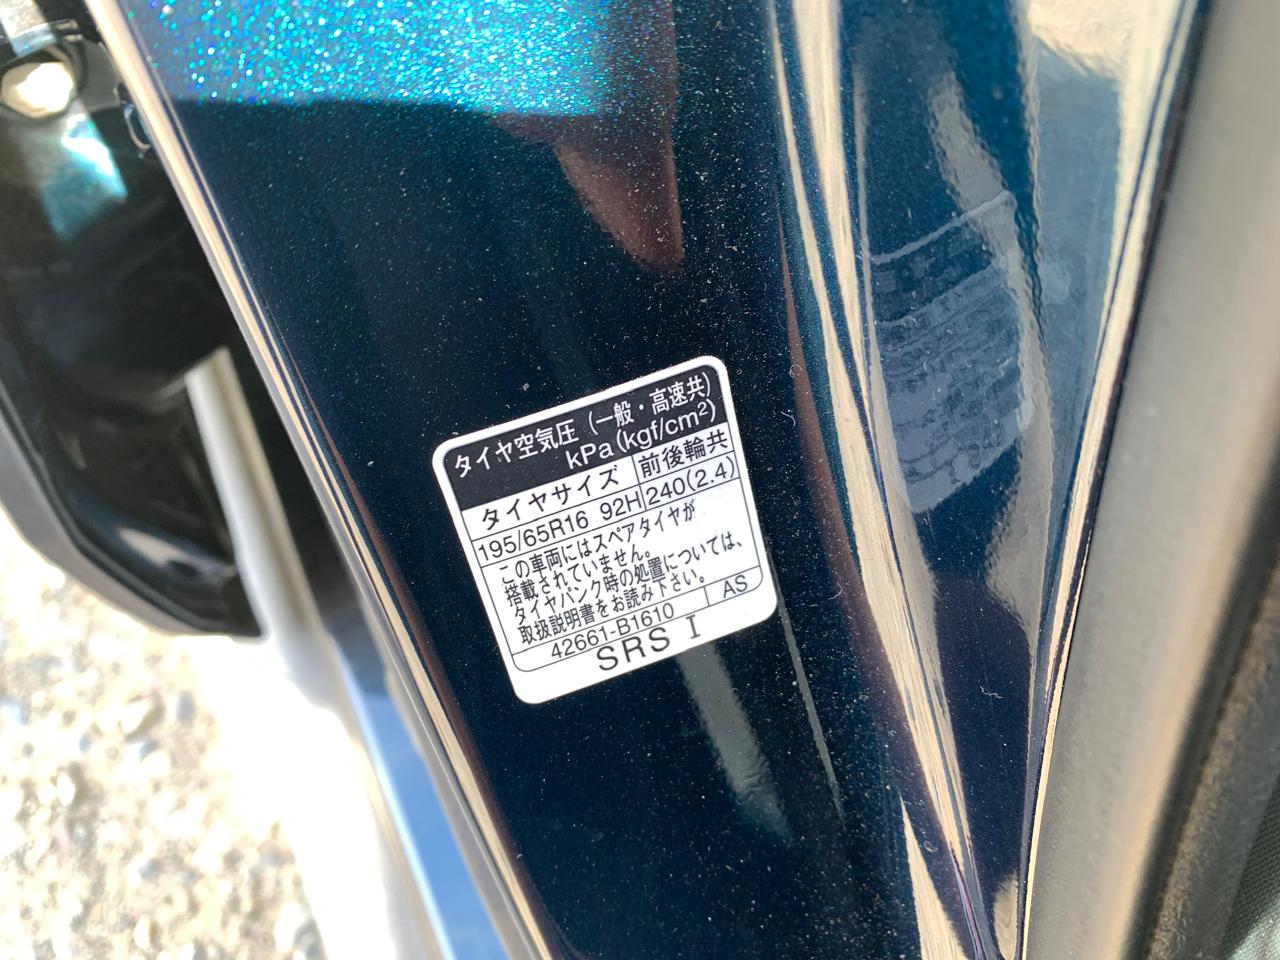 タイヤ空気圧 (一般・高速共)
kPa(kgf/cm²)
タイヤサイズ 前後輪共
195/65R16 92H 240(2.4)
この車両にはスペアタイヤが
搭載されていません。
タイヤパンク時の処置については、
取扱説明書をお読み下さい。
42661-B1610 AS
SRS I